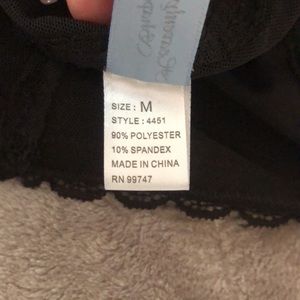 SIZE : M
STYLE : 4451
90% POLYESTER
10% SPANDEX
MADE IN CHINA
RN 99747